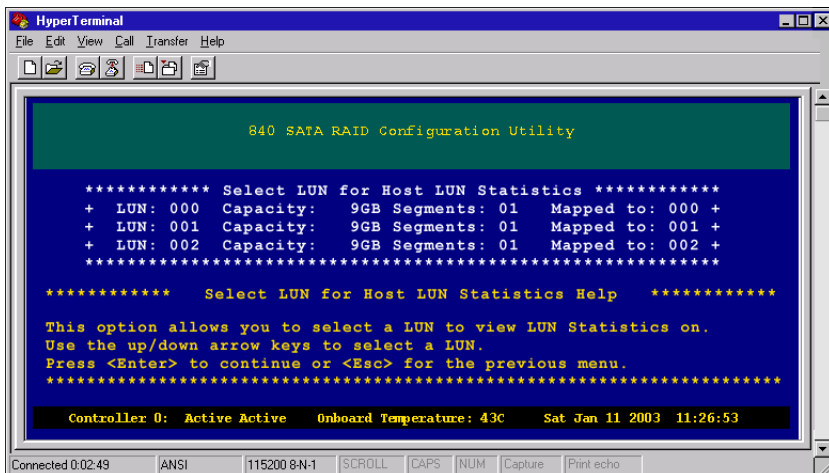 HyperTerminal
File Edit View Call Transfer Help
840 SATA RAID Configuration Utility
************ Select LUN for Host LUN Statistics ************
+ LUN: 000 Capacity: 9GB Segments: 01 Mapped to: 000 +
+ LUN: 001 Capacity: 9GB Segments: 01 Mapped to: 001 +
+ LUN: 002 Capacity: 9GB Segments: 01 Mapped to: 002 +
*************************************************************
************ Select LUN for Host LUN Statistics Help ************
This option allows you to select a LUN to view LUN Statistics on.
Use the up/down arrow keys to select a LUN.
Press <Enter> to continue or <Esc> for the previous menu.
**********************************************************************
Controller 0: Active Active Onboard Temperature: 43C Sat Jan 11 2003 11:26:53
Connected 0:02:49 ANSI 115200 8-N-1 SCROLL CAPS NUM Capture Print echo